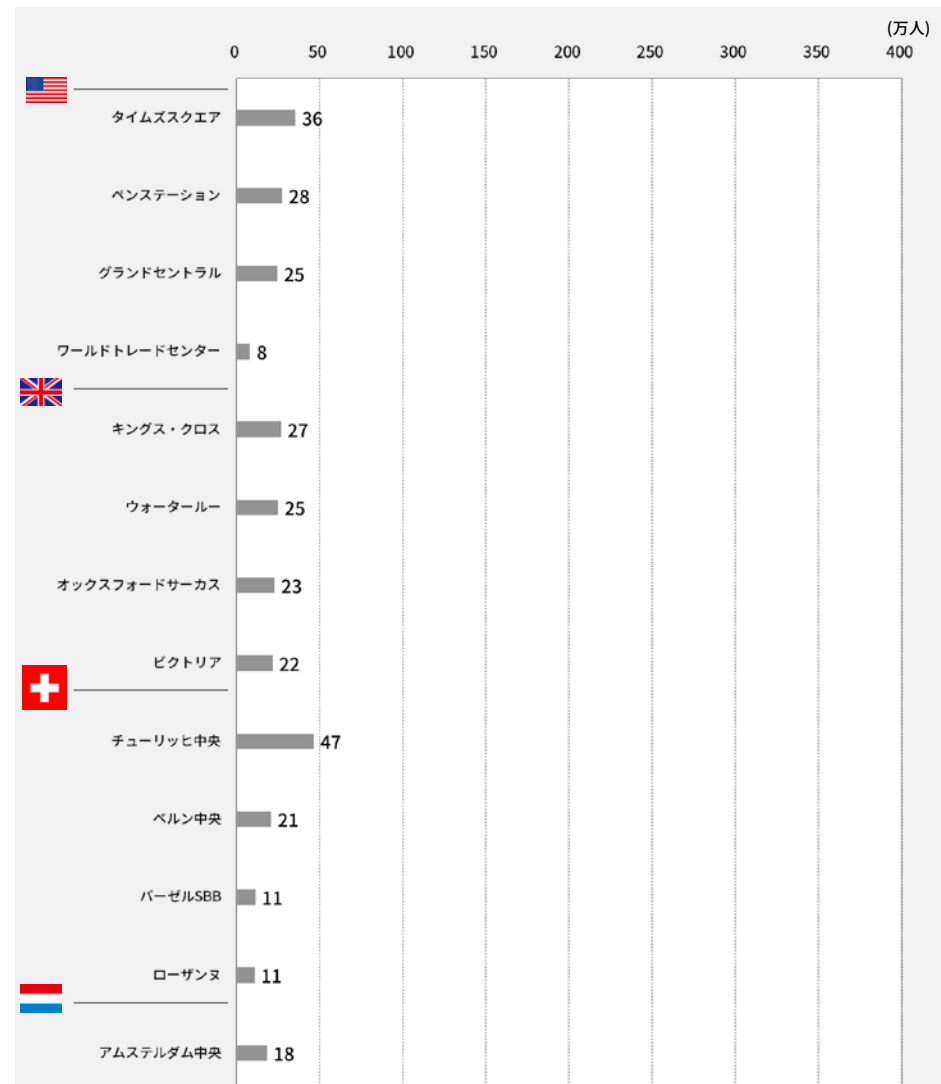 (万人)
0 50 100 150 200 250 300 350 400
タイムズスクエア 36
ペンステーション 28
グランドセントラル 25
ワールドトレードセンター 8
キングス・クロス 27
ウォータールー 25
オックスフォードサーカス 23
ビクトリア 22
チューリッヒ中央 47
ベルン中央 21
バーゼルSBB 11
ローザンヌ 11
アムステルダム中央 18